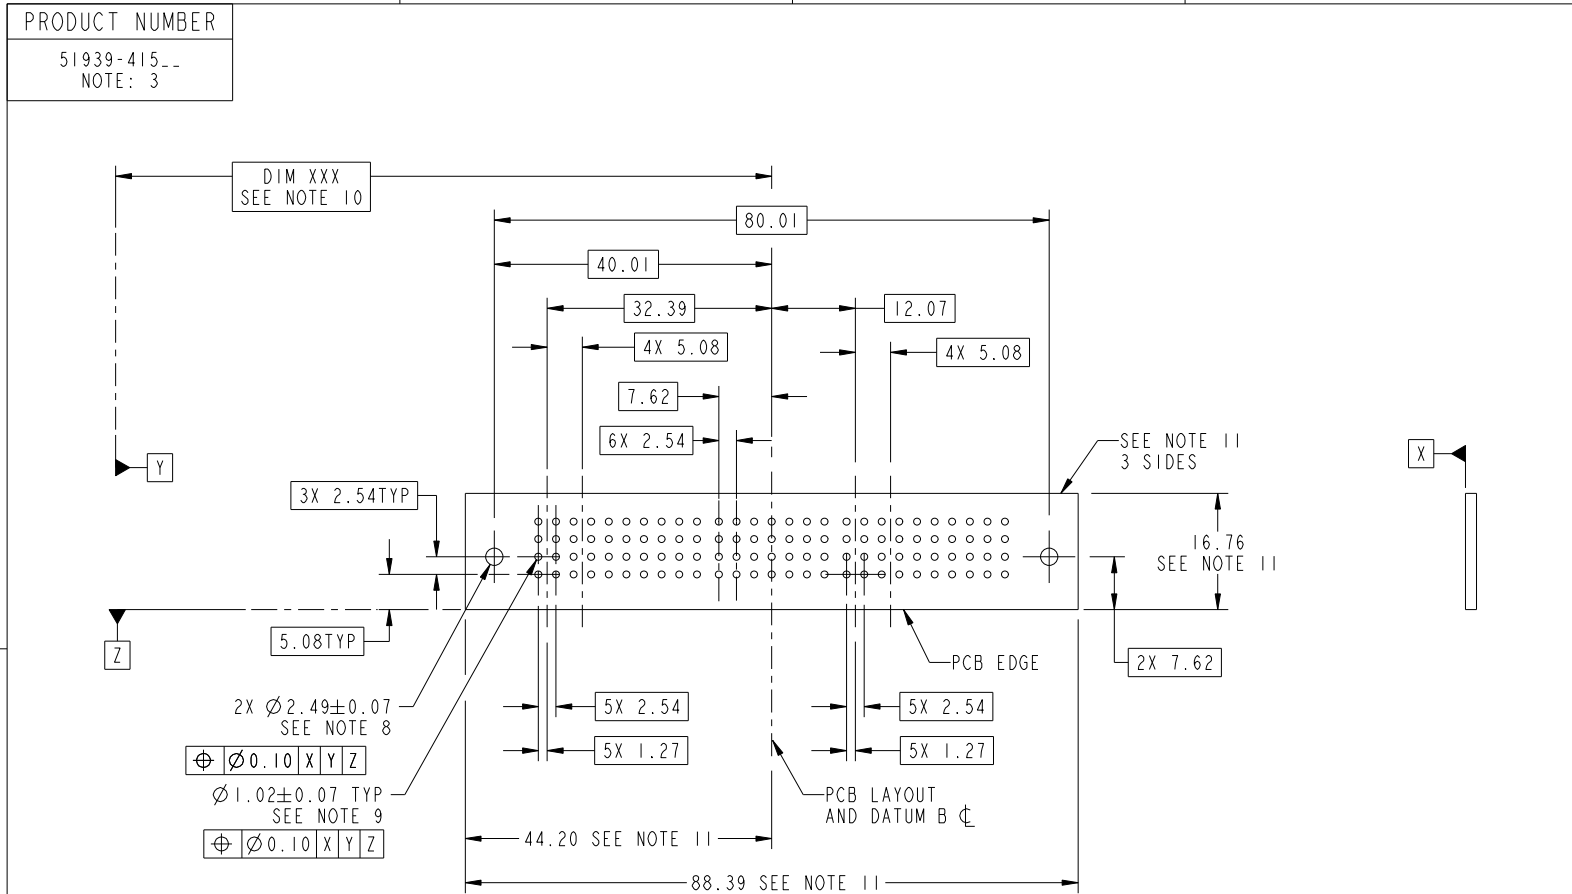 PRODUCT NUMBER
51939-415__
NOTE: 3
DIM XXX
SEE NOTE 10
80.01
40.01
32.39
12.07
4X 5.08
4X 5.08
7.62
6X 2.54
SEE NOTE 11
3 SIDES
Y
X
3X 2.54TYP
16.76
SEE NOTE 11
5.08TYP
Z
PCB EDGE
2X 7.62
2X Ø2.49±0.07
SEE NOTE 8
5X 2.54
5X 2.54
⌖ Ø0.10 X Y Z
5X 1.27
5X 1.27
Ø1.02±0.07 TYP
SEE NOTE 9
PCB LAYOUT
AND DATUM B ℄
⌖ Ø0.10 X Y Z
44.20 SEE NOTE 11
88.39 SEE NOTE 11